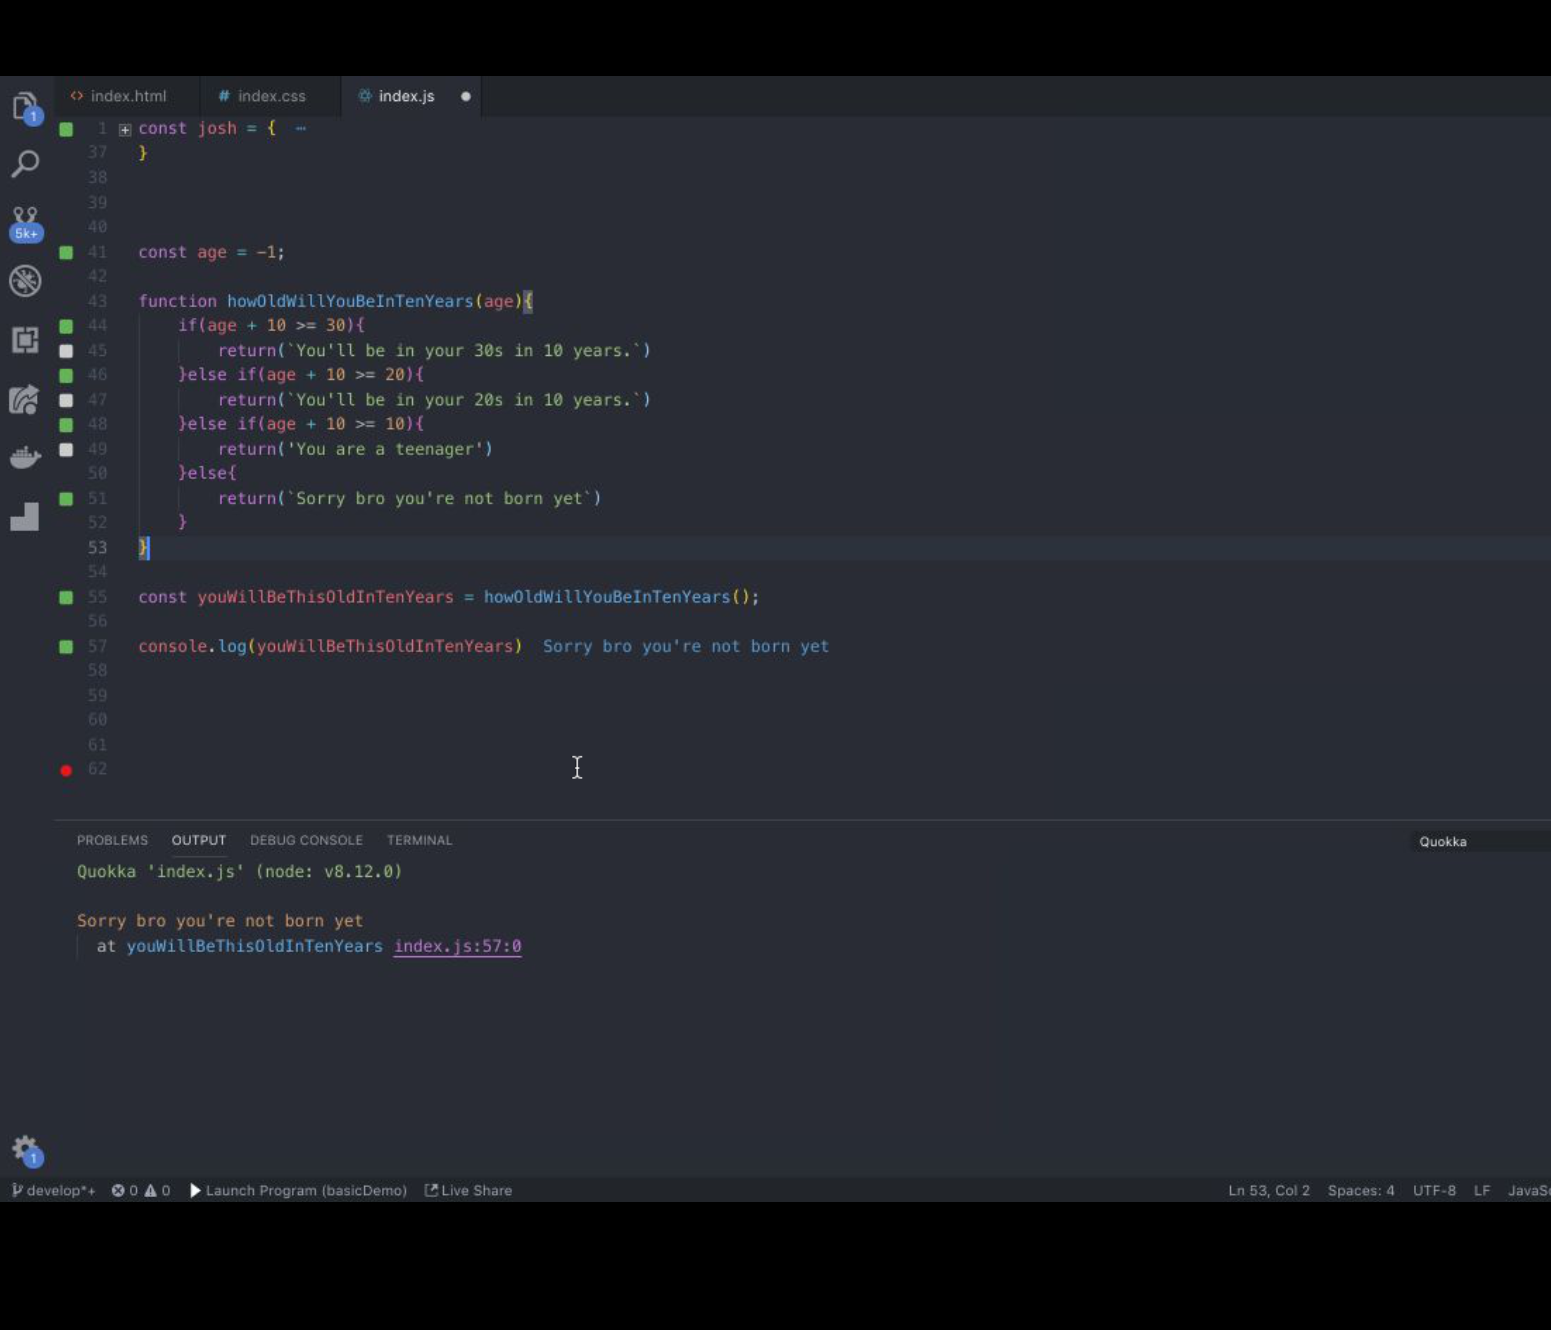 index.html
# index.css
index.js
1 const josh = { ⋯
37 }
38
39
40
41 const age = -1;
42
43 function howOldWillYouBeInTenYears(age){
44 if(age + 10 >= 30){
45 return(`You'll be in your 30s in 10 years.`)
46 }else if(age + 10 >= 20){
47 return(`You'll be in your 20s in 10 years.`)
48 }else if(age + 10 >= 10){
49 return('You are a teenager')
50 }else{
51 return(`Sorry bro you're not born yet`)
52 }
53 }
54
55 const youWillBeThisOldInTenYears = howOldWillYouBeInTenYears();
56
57 console.log(youWillBeThisOldInTenYears) Sorry bro you're not born yet
58
59
60
61
62
1
5k+
PROBLEMS OUTPUT DEBUG CONSOLE TERMINAL
Quokka
Quokka 'index.js' (node: v8.12.0)
Sorry bro you're not born yet
at youWillBeThisOldInTenYears index.js:57:0
1
develop*+ 0 0 Launch Program (basicDemo) Live Share
Ln 53, Col 2 Spaces: 4 UTF-8 LF JavaS